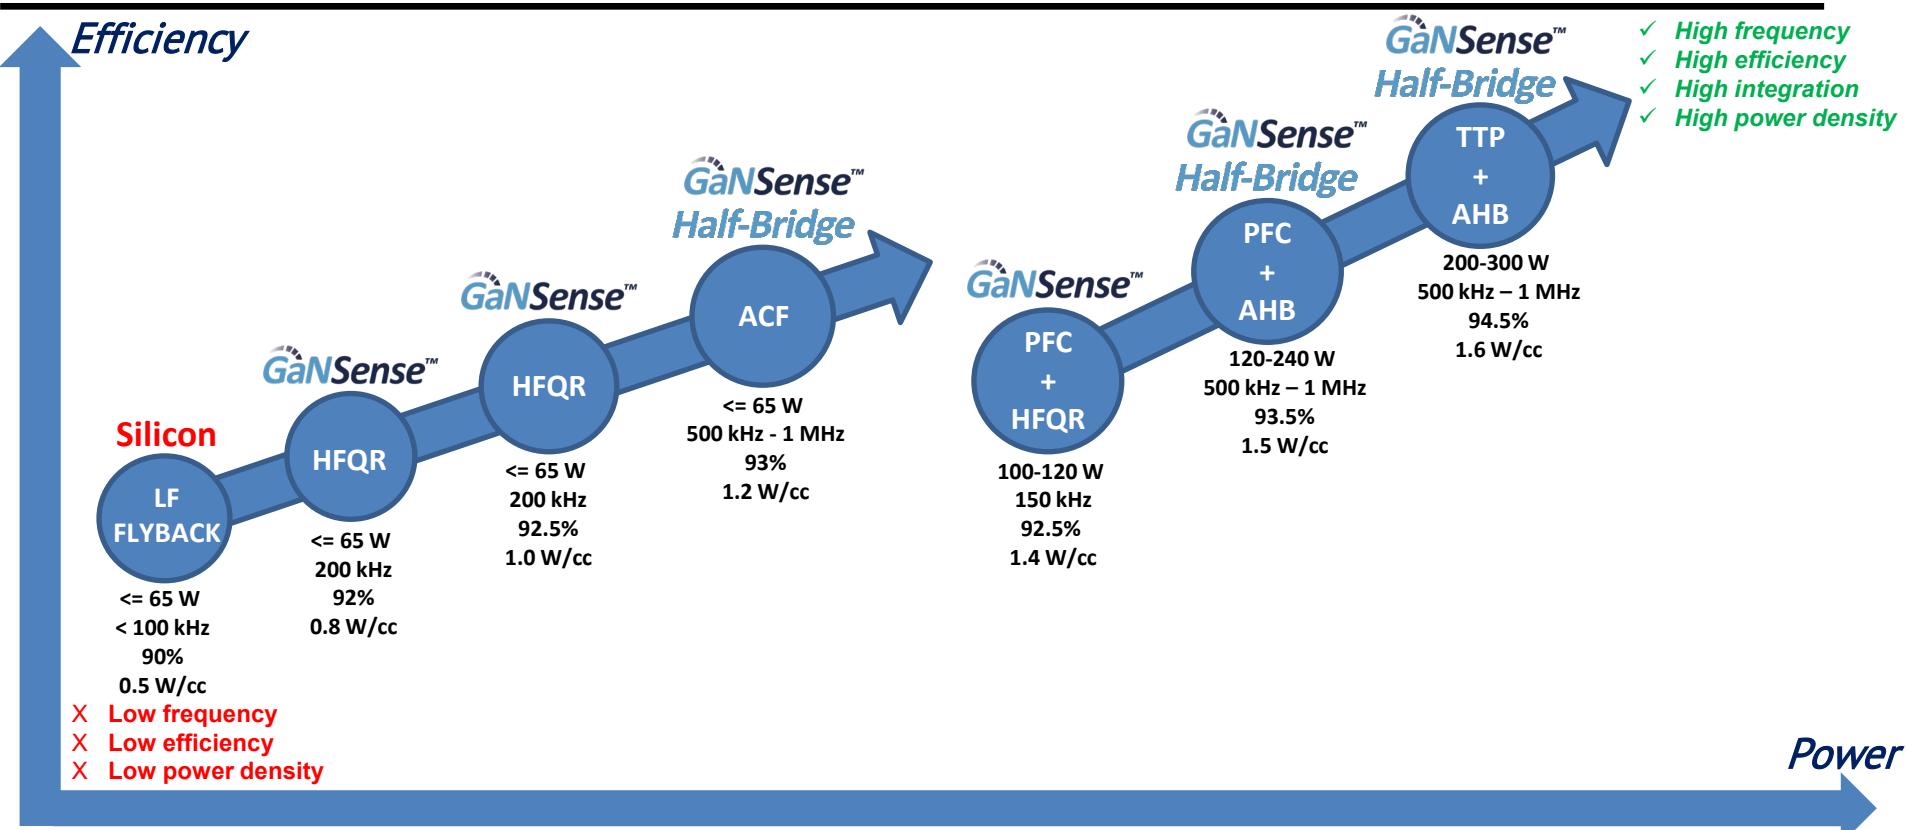 Efficiency
Silicon
LF
FLYBACK
<= 65 W
< 100 kHz
90%
0.5 W/cc
X Low frequency
X Low efficiency
X Low power density
GaNSense™
HFQR
<= 65 W
200 kHz
92%
0.8 W/cc
GaNSense™
HFQR
<= 65 W
200 kHz
92.5%
1.0 W/cc
GaNSense™
Half-Bridge
ACF
<= 65 W
500 kHz - 1 MHz
93%
1.2 W/cc
GaNSense™
PFC
+
HFQR
100-120 W
150 kHz
92.5%
1.4 W/cc
GaNSense™
Half-Bridge
PFC
+
AHB
120-240 W
500 kHz – 1 MHz
93.5%
1.5 W/cc
GaNSense™
Half-Bridge
TTP
+
AHB
200-300 W
500 kHz – 1 MHz
94.5%
1.6 W/cc
✓ High frequency
✓ High efficiency
✓ High integration
✓ High power density
Power